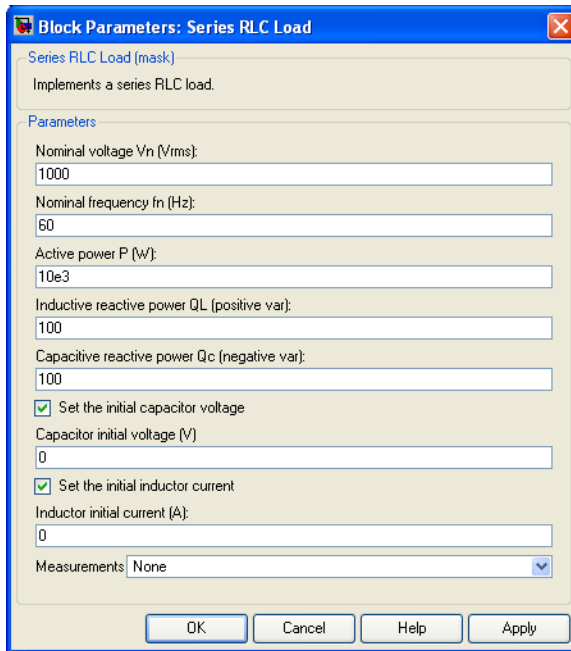 Block Parameters: Series RLC Load
Series RLC Load (mask)
Implements a series RLC load.
Parameters
Nominal voltage Vn (Vrms):
1000
Nominal frequency fn (Hz):
60
Active power P (W):
10e3
Inductive reactive power QL (positive var):
100
Capacitive reactive power Qc (negative var):
100
Set the initial capacitor voltage
Capacitor initial voltage (V)
0
Set the initial inductor current
Inductor initial current (A):
0
Measurements None
OK Cancel Help Apply